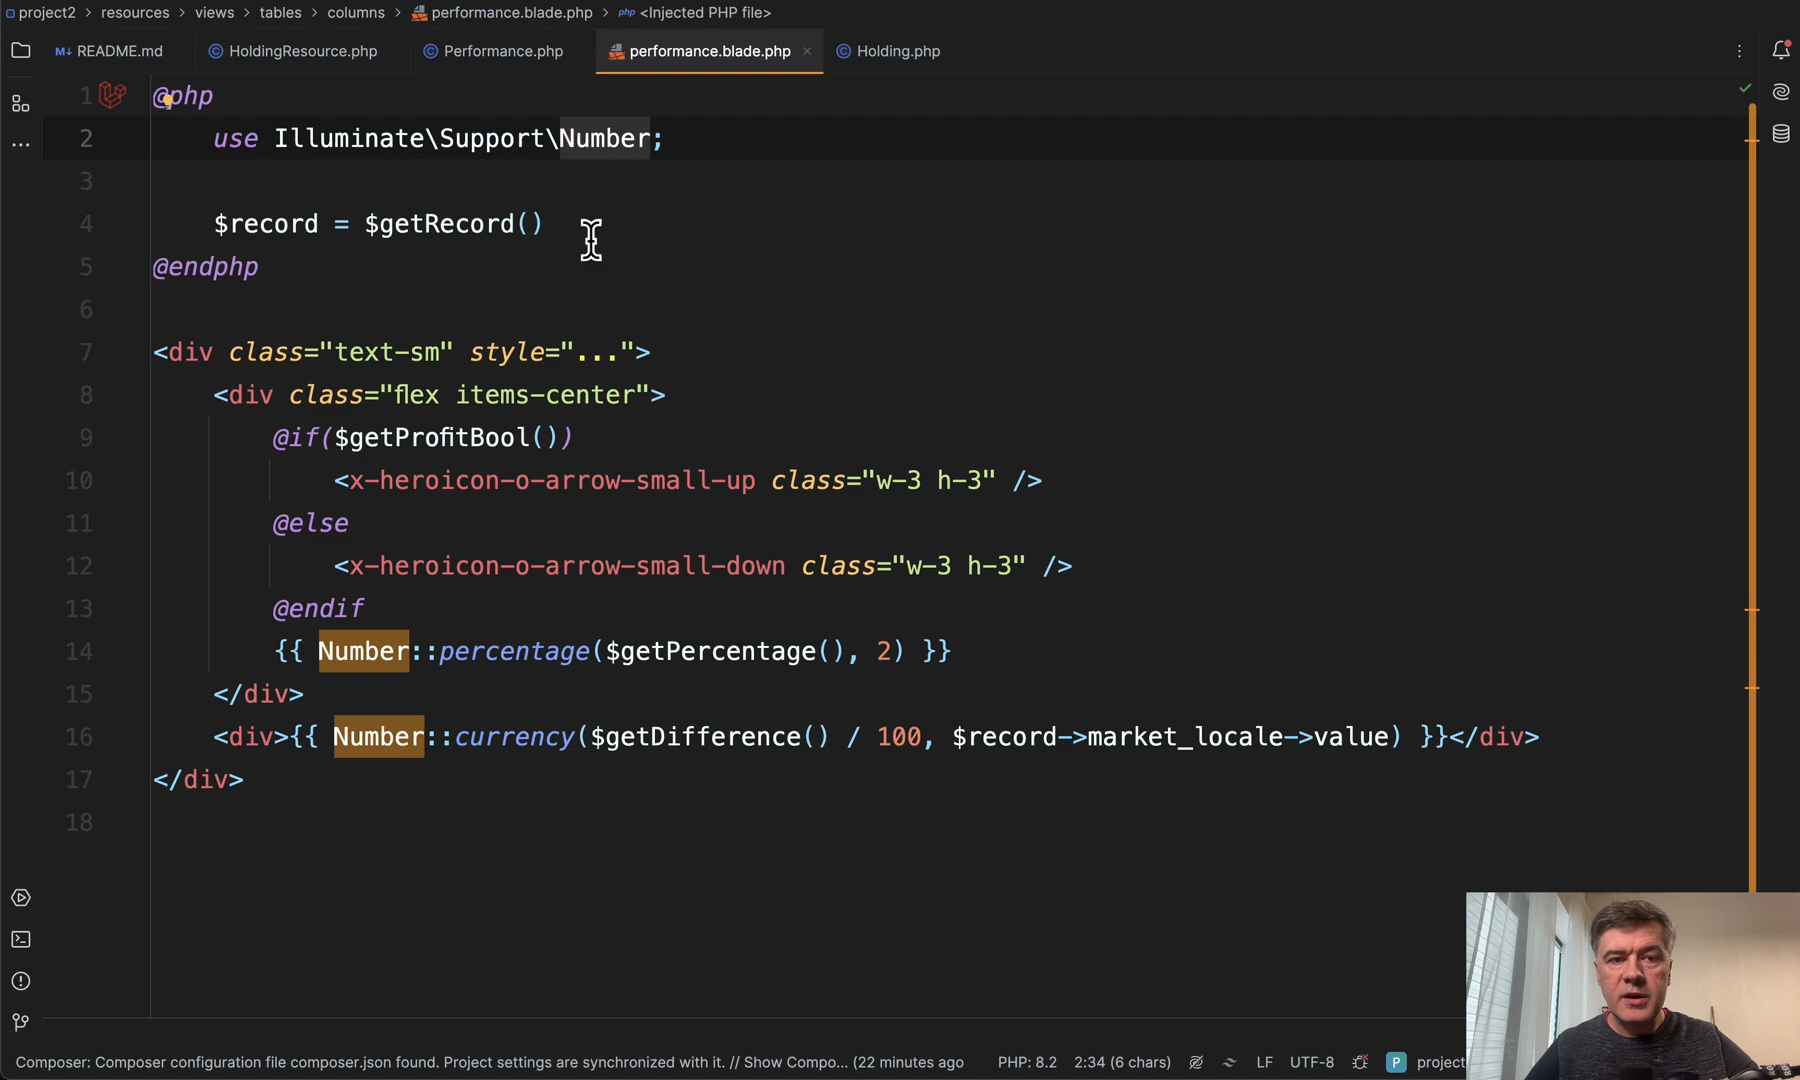 project2 > resources > views > tables > columns > performance.blade.php > php <Injected PHP file>
M↓ README.md
HoldingResource.php
Performance.php
performance.blade.php ×
Holding.php
1 @php
2 use Illuminate\Support\Number;
3
4 $record = $getRecord()
5 @endphp
6
7 <div class="text-sm" style="...">
8 <div class="flex items-center">
9 @if($getProfitBool())
10 <x-heroicon-o-arrow-small-up class="w-3 h-3" />
11 @else
12 <x-heroicon-o-arrow-small-down class="w-3 h-3" />
13 @endif
14 {{ Number::percentage($getPercentage(), 2) }}
15 </div>
16 <div>{{ Number::currency($getDifference() / 100, $record->market_locale->value) }}</div>
17 </div>
18
Composer: Composer configuration file composer.json found. Project settings are synchronized with it. // Show Compo... (22 minutes ago)
PHP: 8.2
2:34 (6 chars)
LF
UTF-8
P
project